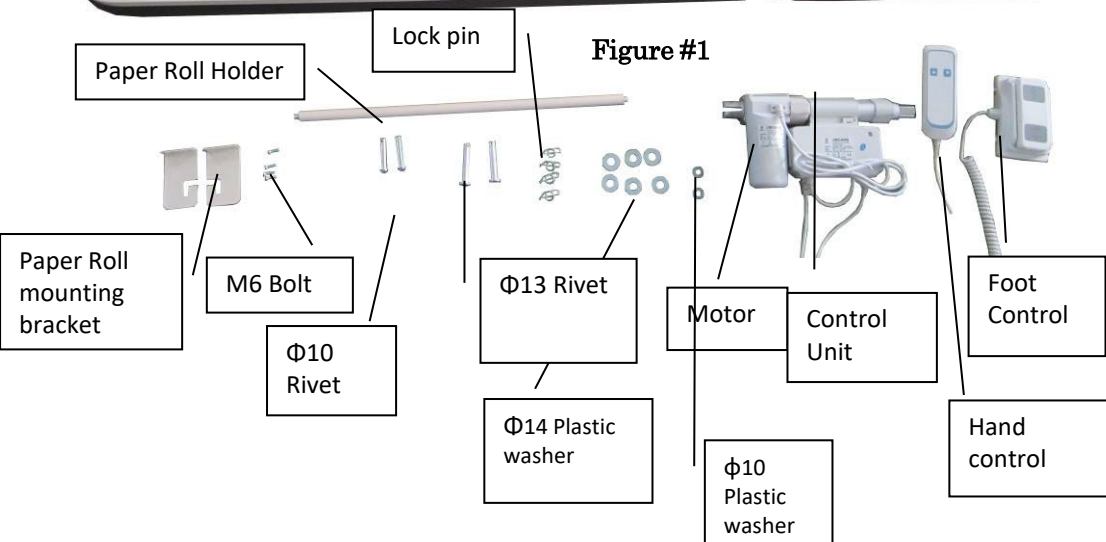 Lock pin
Figure #1
Paper Roll Holder
Paper Roll
mounting
bracket
M6 Bolt
Φ10
Rivet
Φ13 Rivet
Φ14 Plastic
washer
Motor
Control
Unit
Foot
Control
Hand
control
ϕ10
Plastic
washer